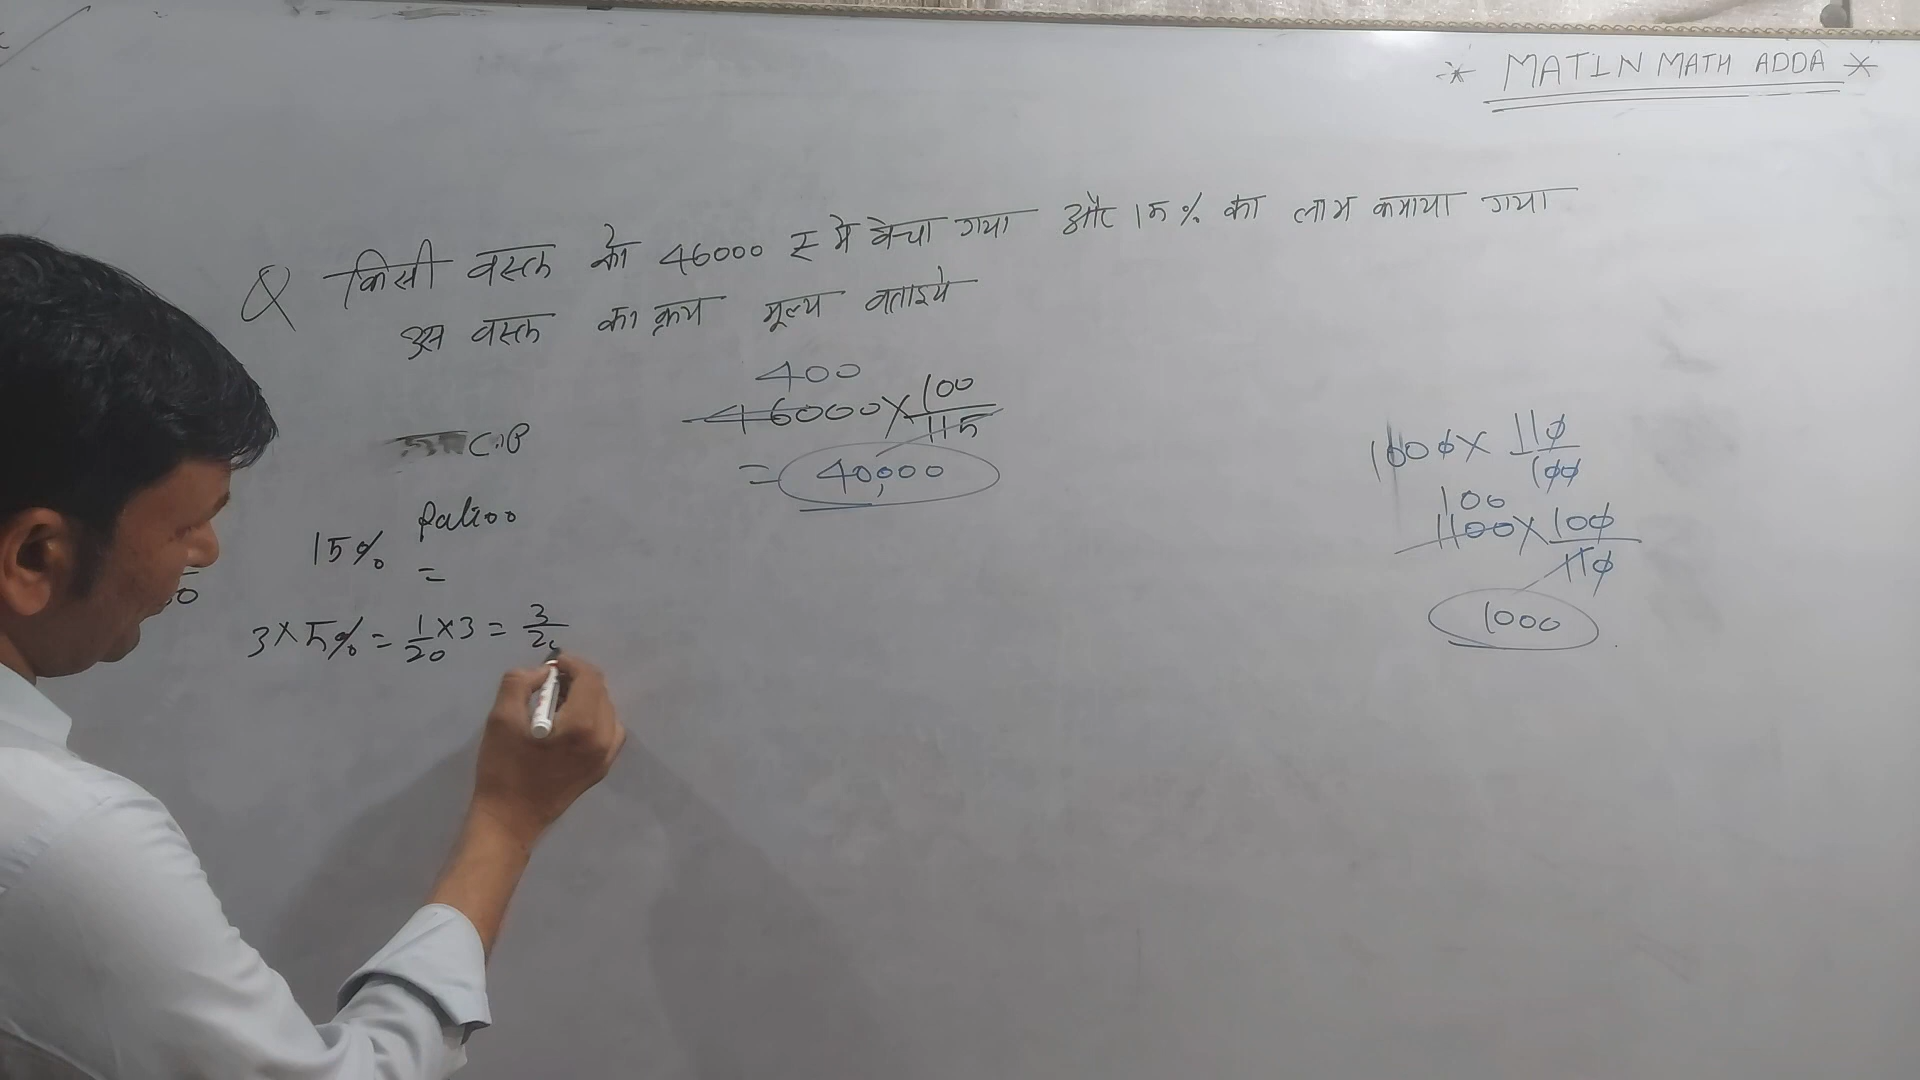 * MATIN MATH ADDA *
Q किसी वस्तु को 46000 ₹ मे बेचा गया और 15% का लाभ कमाया गया
उस वस्तु का क्रय मूल्य बताइये
400
46000 × 100/115
= 40,000
C.P
15%
=
3 × 5% = 1/20 × 3 = 3/20
1000 × 110/100
100
1100 × 100/110
1000